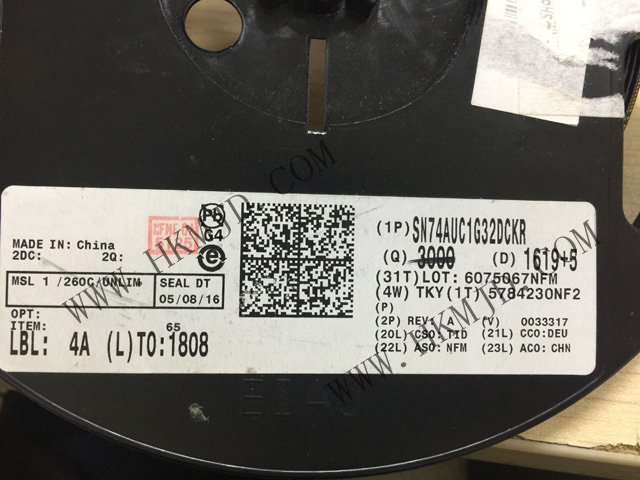 MADE IN: China
2DC: 2Q:
MSL 1 /260C/UNLIM SEAL DT
05/08/16
OPT:
ITEM: 65
LBL: 4A (L)TO:1808
Pb
G4
e
(1P) SN74AUC1G32DCKR
(Q) 3000 (D) 1619+5
(31T)LOT: 6075067NFM
(4W) TKY(1T) 5784230NF2
(P)
(2P) REV: A (V) 0033317
(20L) CSO: TID (21L) CCO:DEU
(22L) ASO: NFM (23L) ACO: CHN
WWW.HKMJD.COM
WWW.HKMJD.COM